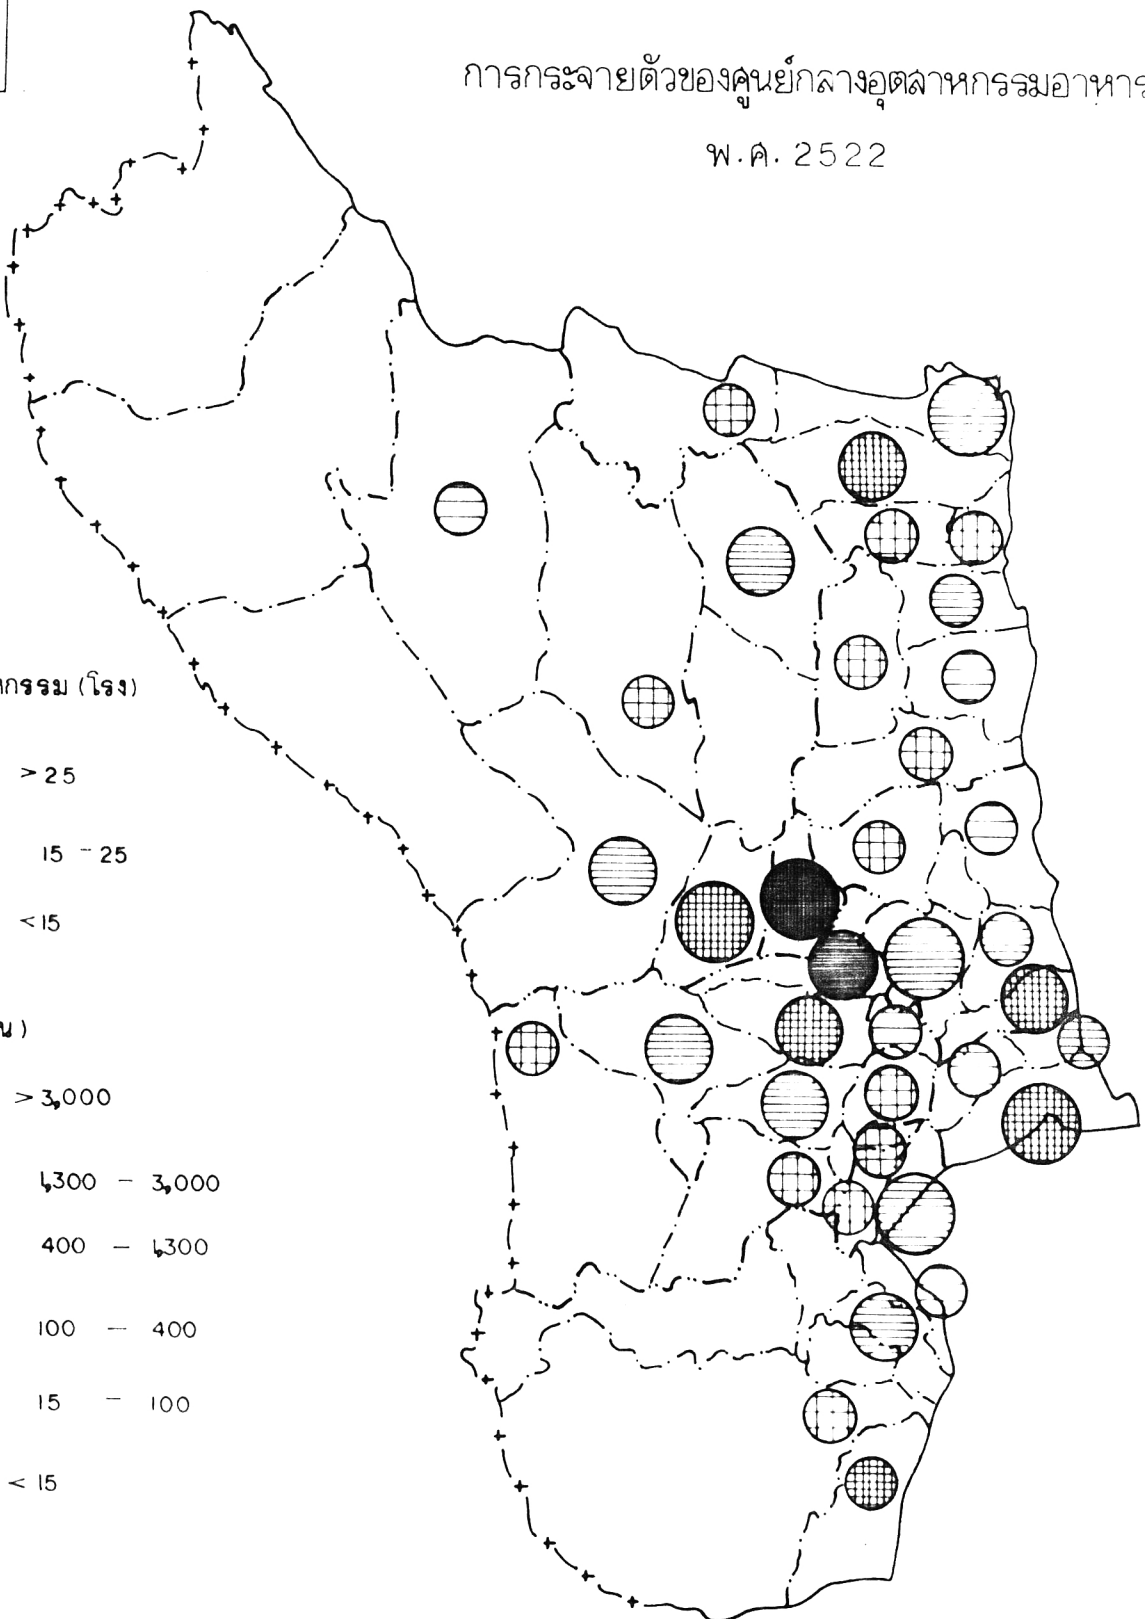 การกระจายตัวของศูนย์กลางอุตสาหกรรมอาหาร
พ.ศ. 2522
หกรรม (โรง)
> 25
15 - 25
< 15
น)
> 3,000
1,300 - 3,000
400 - 1,300
100 - 400
15 - 100
< 15